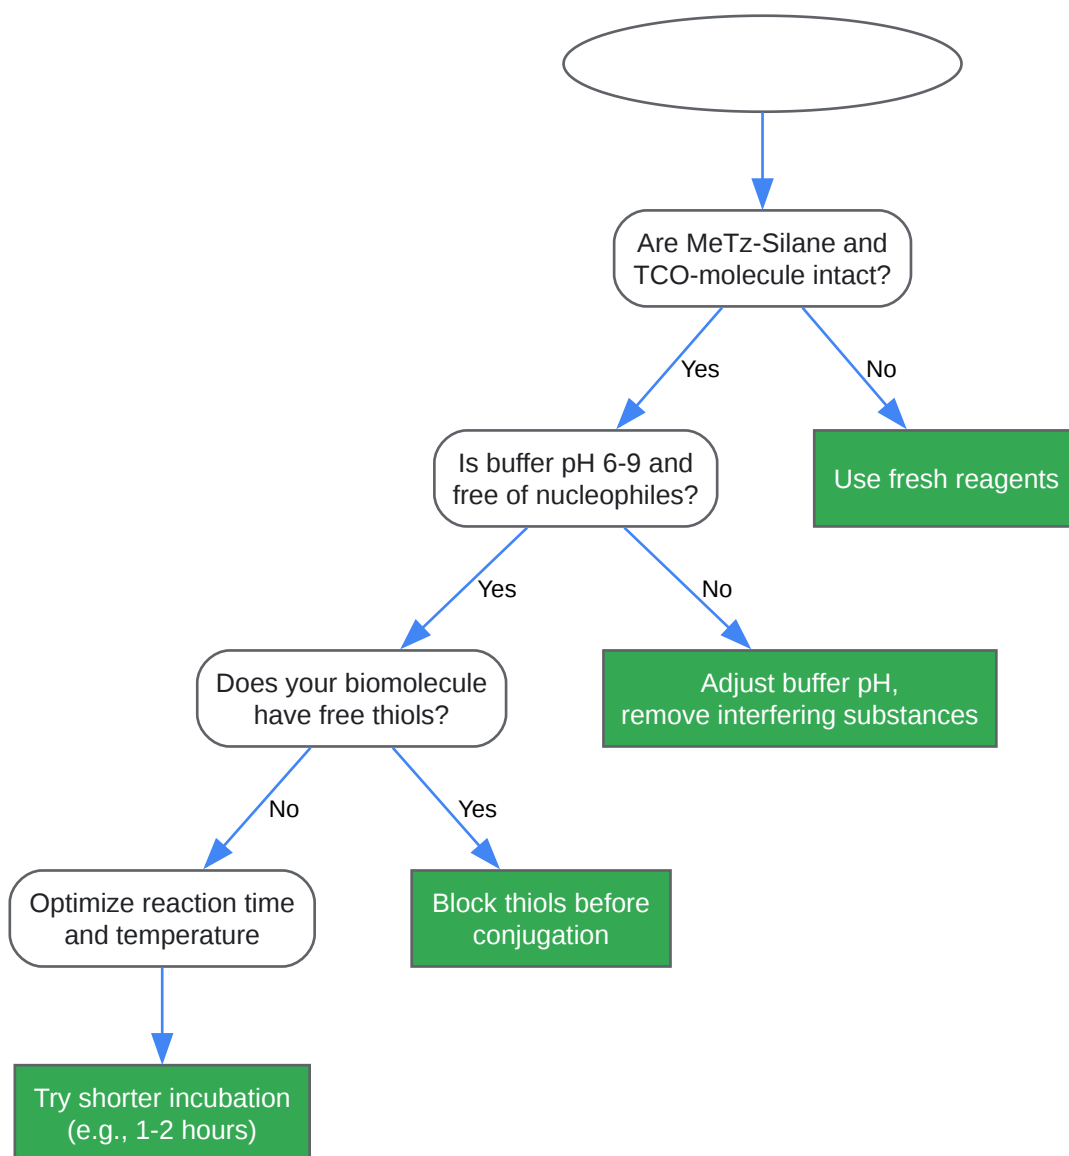 Are MeTz-Silane and
TCO-molecule intact?
Yes
No
Is buffer pH 6-9 and
free of nucleophiles?
Use fresh reagents
Yes
No
Does your biomolecule
have free thiols?
Adjust buffer pH,
remove interfering substances
No
Yes
Optimize reaction time
and temperature
Block thiols before
conjugation
Try shorter incubation
(e.g., 1-2 hours)